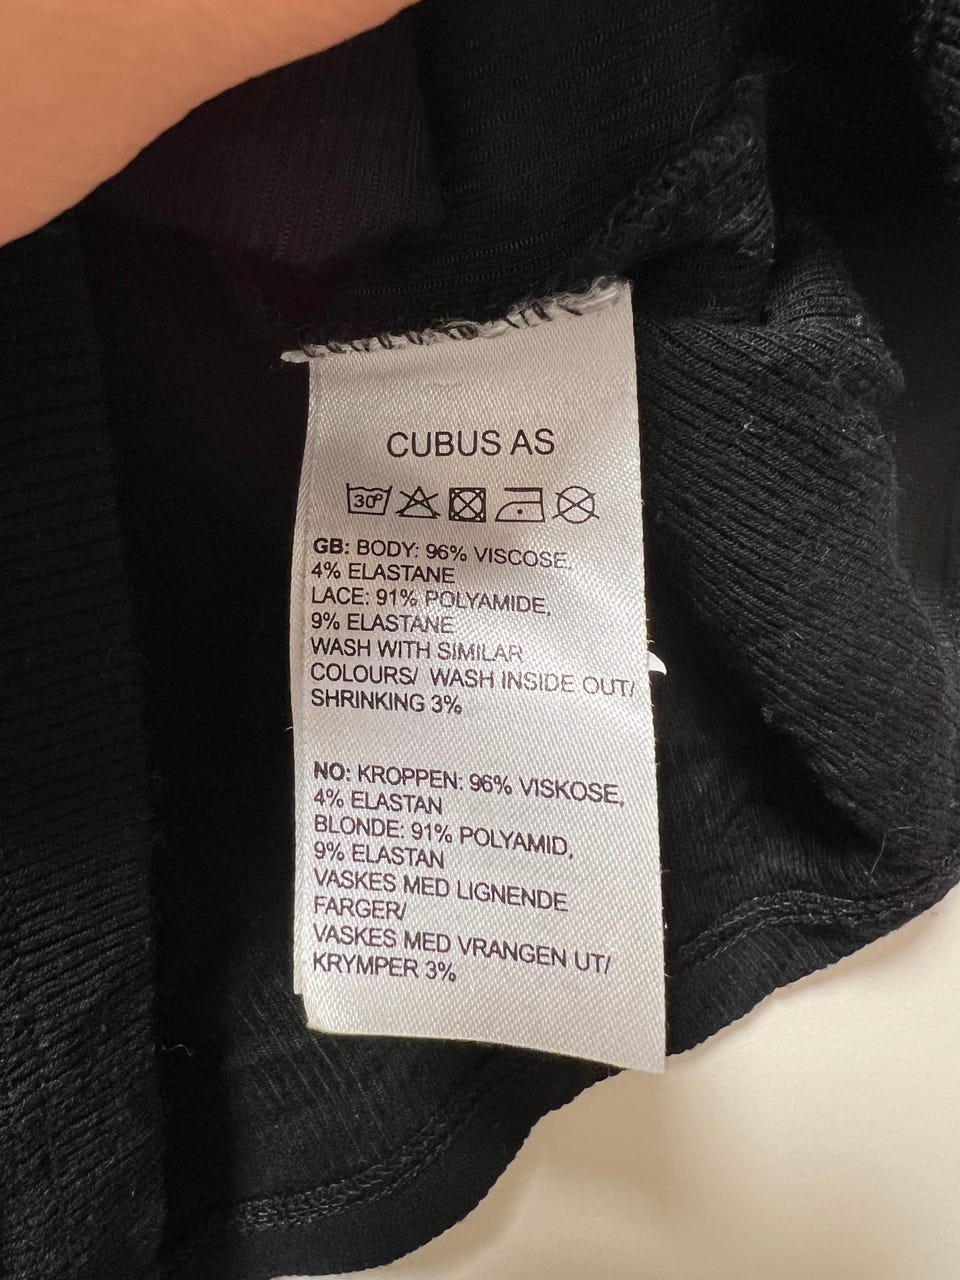 CUBUS AS
30°
GB: BODY: 96% VISCOSE,
4% ELASTANE
LACE: 91% POLYAMIDE,
9% ELASTANE
WASH WITH SIMILAR
COLOURS/ WASH INSIDE OUT/
SHRINKING 3%
NO: KROPPEN: 96% VISKOSE,
4% ELASTAN
BLONDE: 91% POLYAMID,
9% ELASTAN
VASKES MED LIGNENDE
FARGER/
VASKES MED VRANGEN UT/
KRYMPER 3%